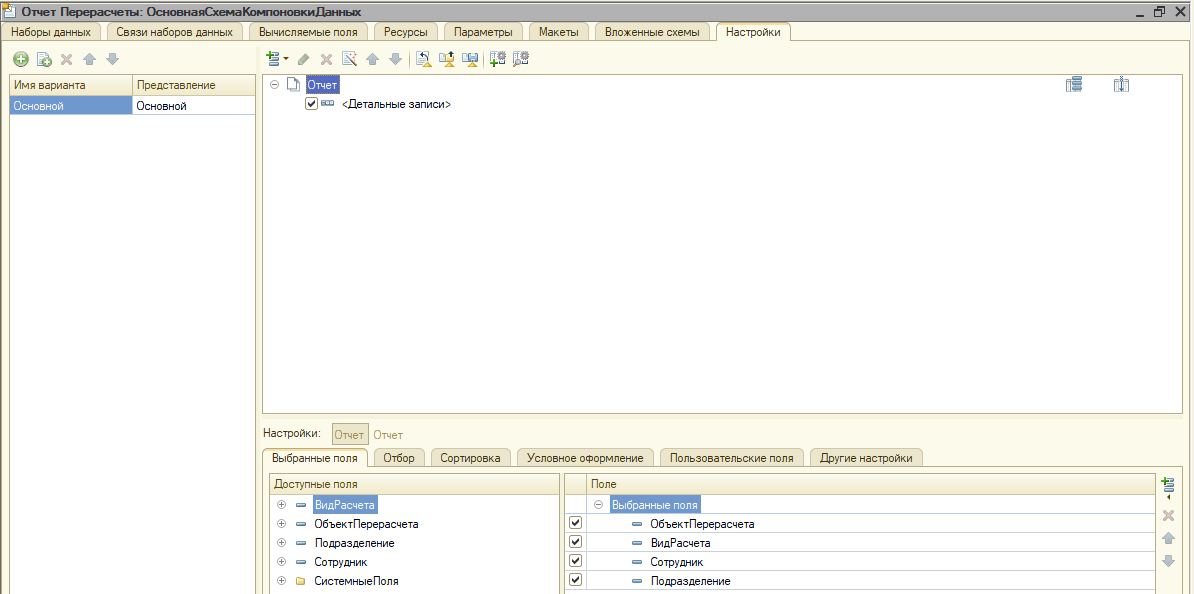 Отчет Перерасчеты: ОсновнаяСхемаКомпоновкиДанных
Наборы данных Связи наборов данных Вычисляемые поля Ресурсы Параметры Макеты Вложенные схемы Настройки
Имя варианта Представление
Основной Основной
Отчет
<Детальные записи>
Настройки: Отчет Отчет
Выбранные поля Отбор Сортировка Условное оформление Пользовательские поля Другие настройки
Доступные поля Поле
ВидРасчета Выбранные поля
ОбъектПерерасчета ОбъектПерерасчета
Подразделение ВидРасчета
Сотрудник Сотрудник
СистемныеПоля Подразделение